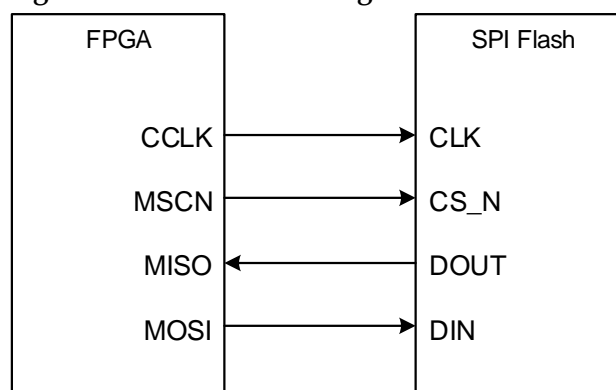 FPGA SPI Flash
CCLK CLK
MSCN CS_N
MISO DOUT
MOSI DIN